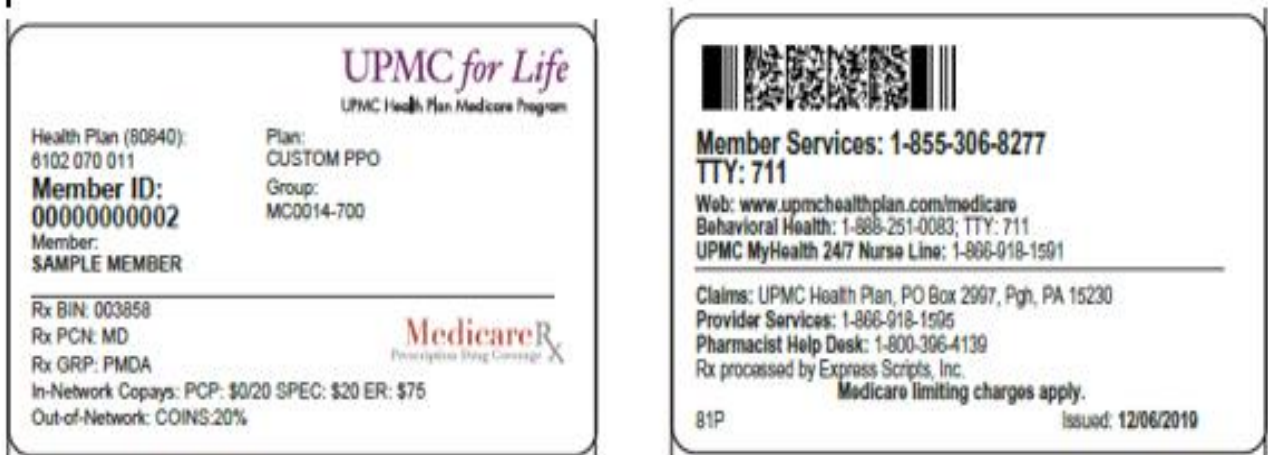 UPMC for Life
UPMC Health Plan Medicare Program
Health Plan (80840):
6102 070 011
Member ID:
00000000002
Member:
SAMPLE MEMBER
Plan:
CUSTOM PPO
Group:
MC0014-700
Rx BIN: 003858
Rx PCN: MD
Rx GRP: PMDA
MedicareRx
Prescription Drug Coverage
In-Network Copays: PCP: $0/20 SPEC: $20 ER: $75
Out-of-Network: COINS:20%
Member Services: 1-855-306-8277
TTY: 711
Web: www.upmchealthplan.com/medicare
Behavioral Health: 1-888-251-0083; TTY: 711
UPMC MyHealth 24/7 Nurse Line: 1-866-918-1591
Claims: UPMC Health Plan, PO Box 2997, Pgh, PA 15230
Provider Services: 1-866-918-1595
Pharmacist Help Desk: 1-800-396-4139
Rx processed by Express Scripts, Inc.
Medicare limiting charges apply.
81P
Issued: 12/06/2019